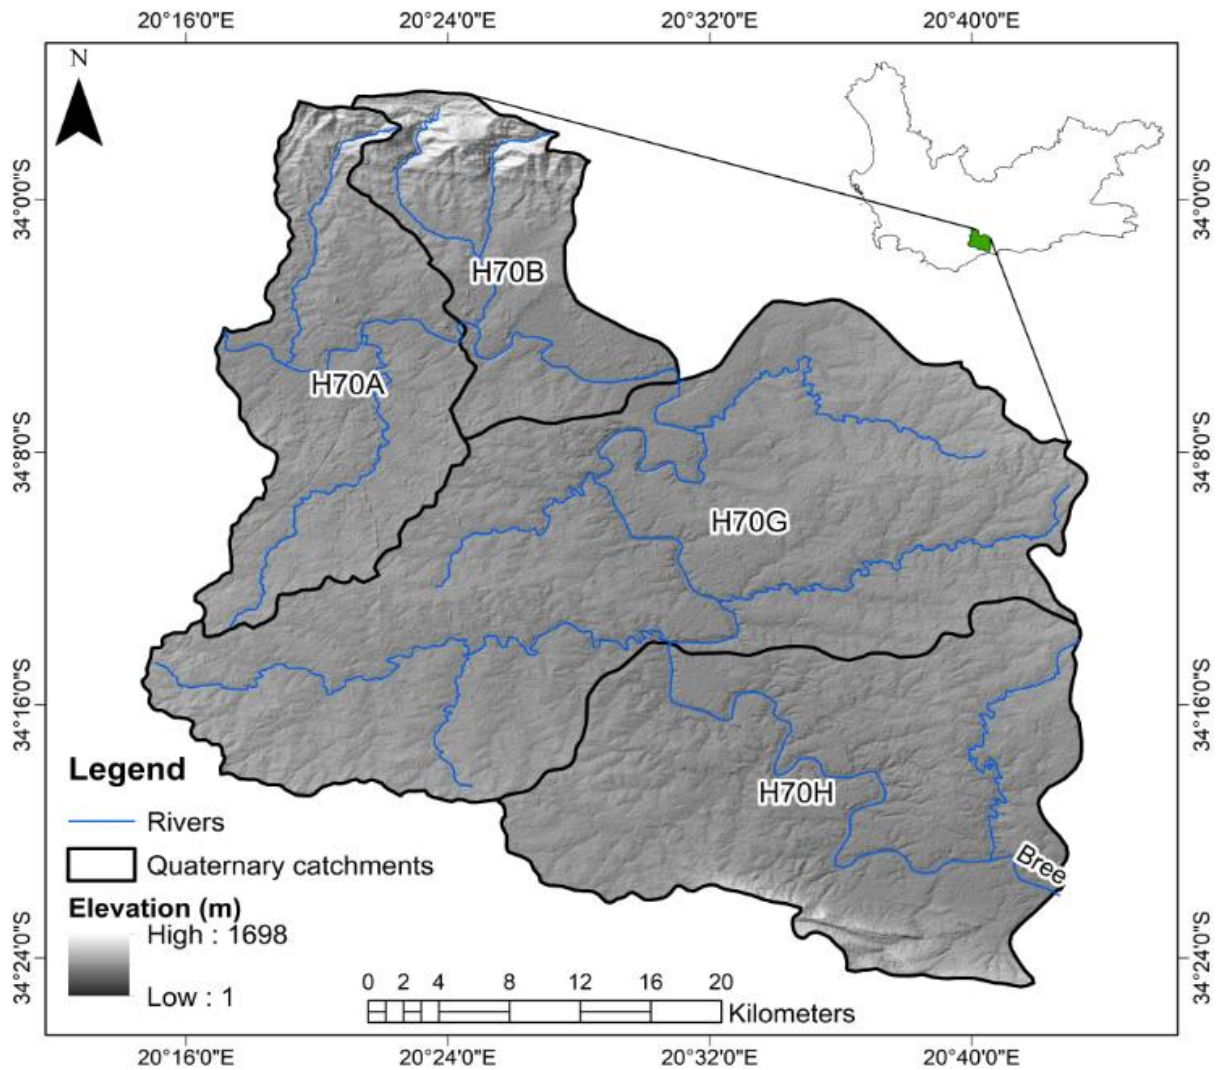 20°16'0"E 20°24'0"E 20°32'0"E 20°40'0"E
N
34°0'0"S 34°0'0"S
H70B
H70A
34°8'0"S 34°8'0"S
H70G
34°16'0"S 34°16'0"S
Legend
H70H
Rivers
Quaternary catchments
Bree
Elevation (m)
High : 1698
Low : 1
34°24'0"S 34°24'0"S
0 2 4 8 12 16 20
Kilometers
20°16'0"E 20°24'0"E 20°32'0"E 20°40'0"E